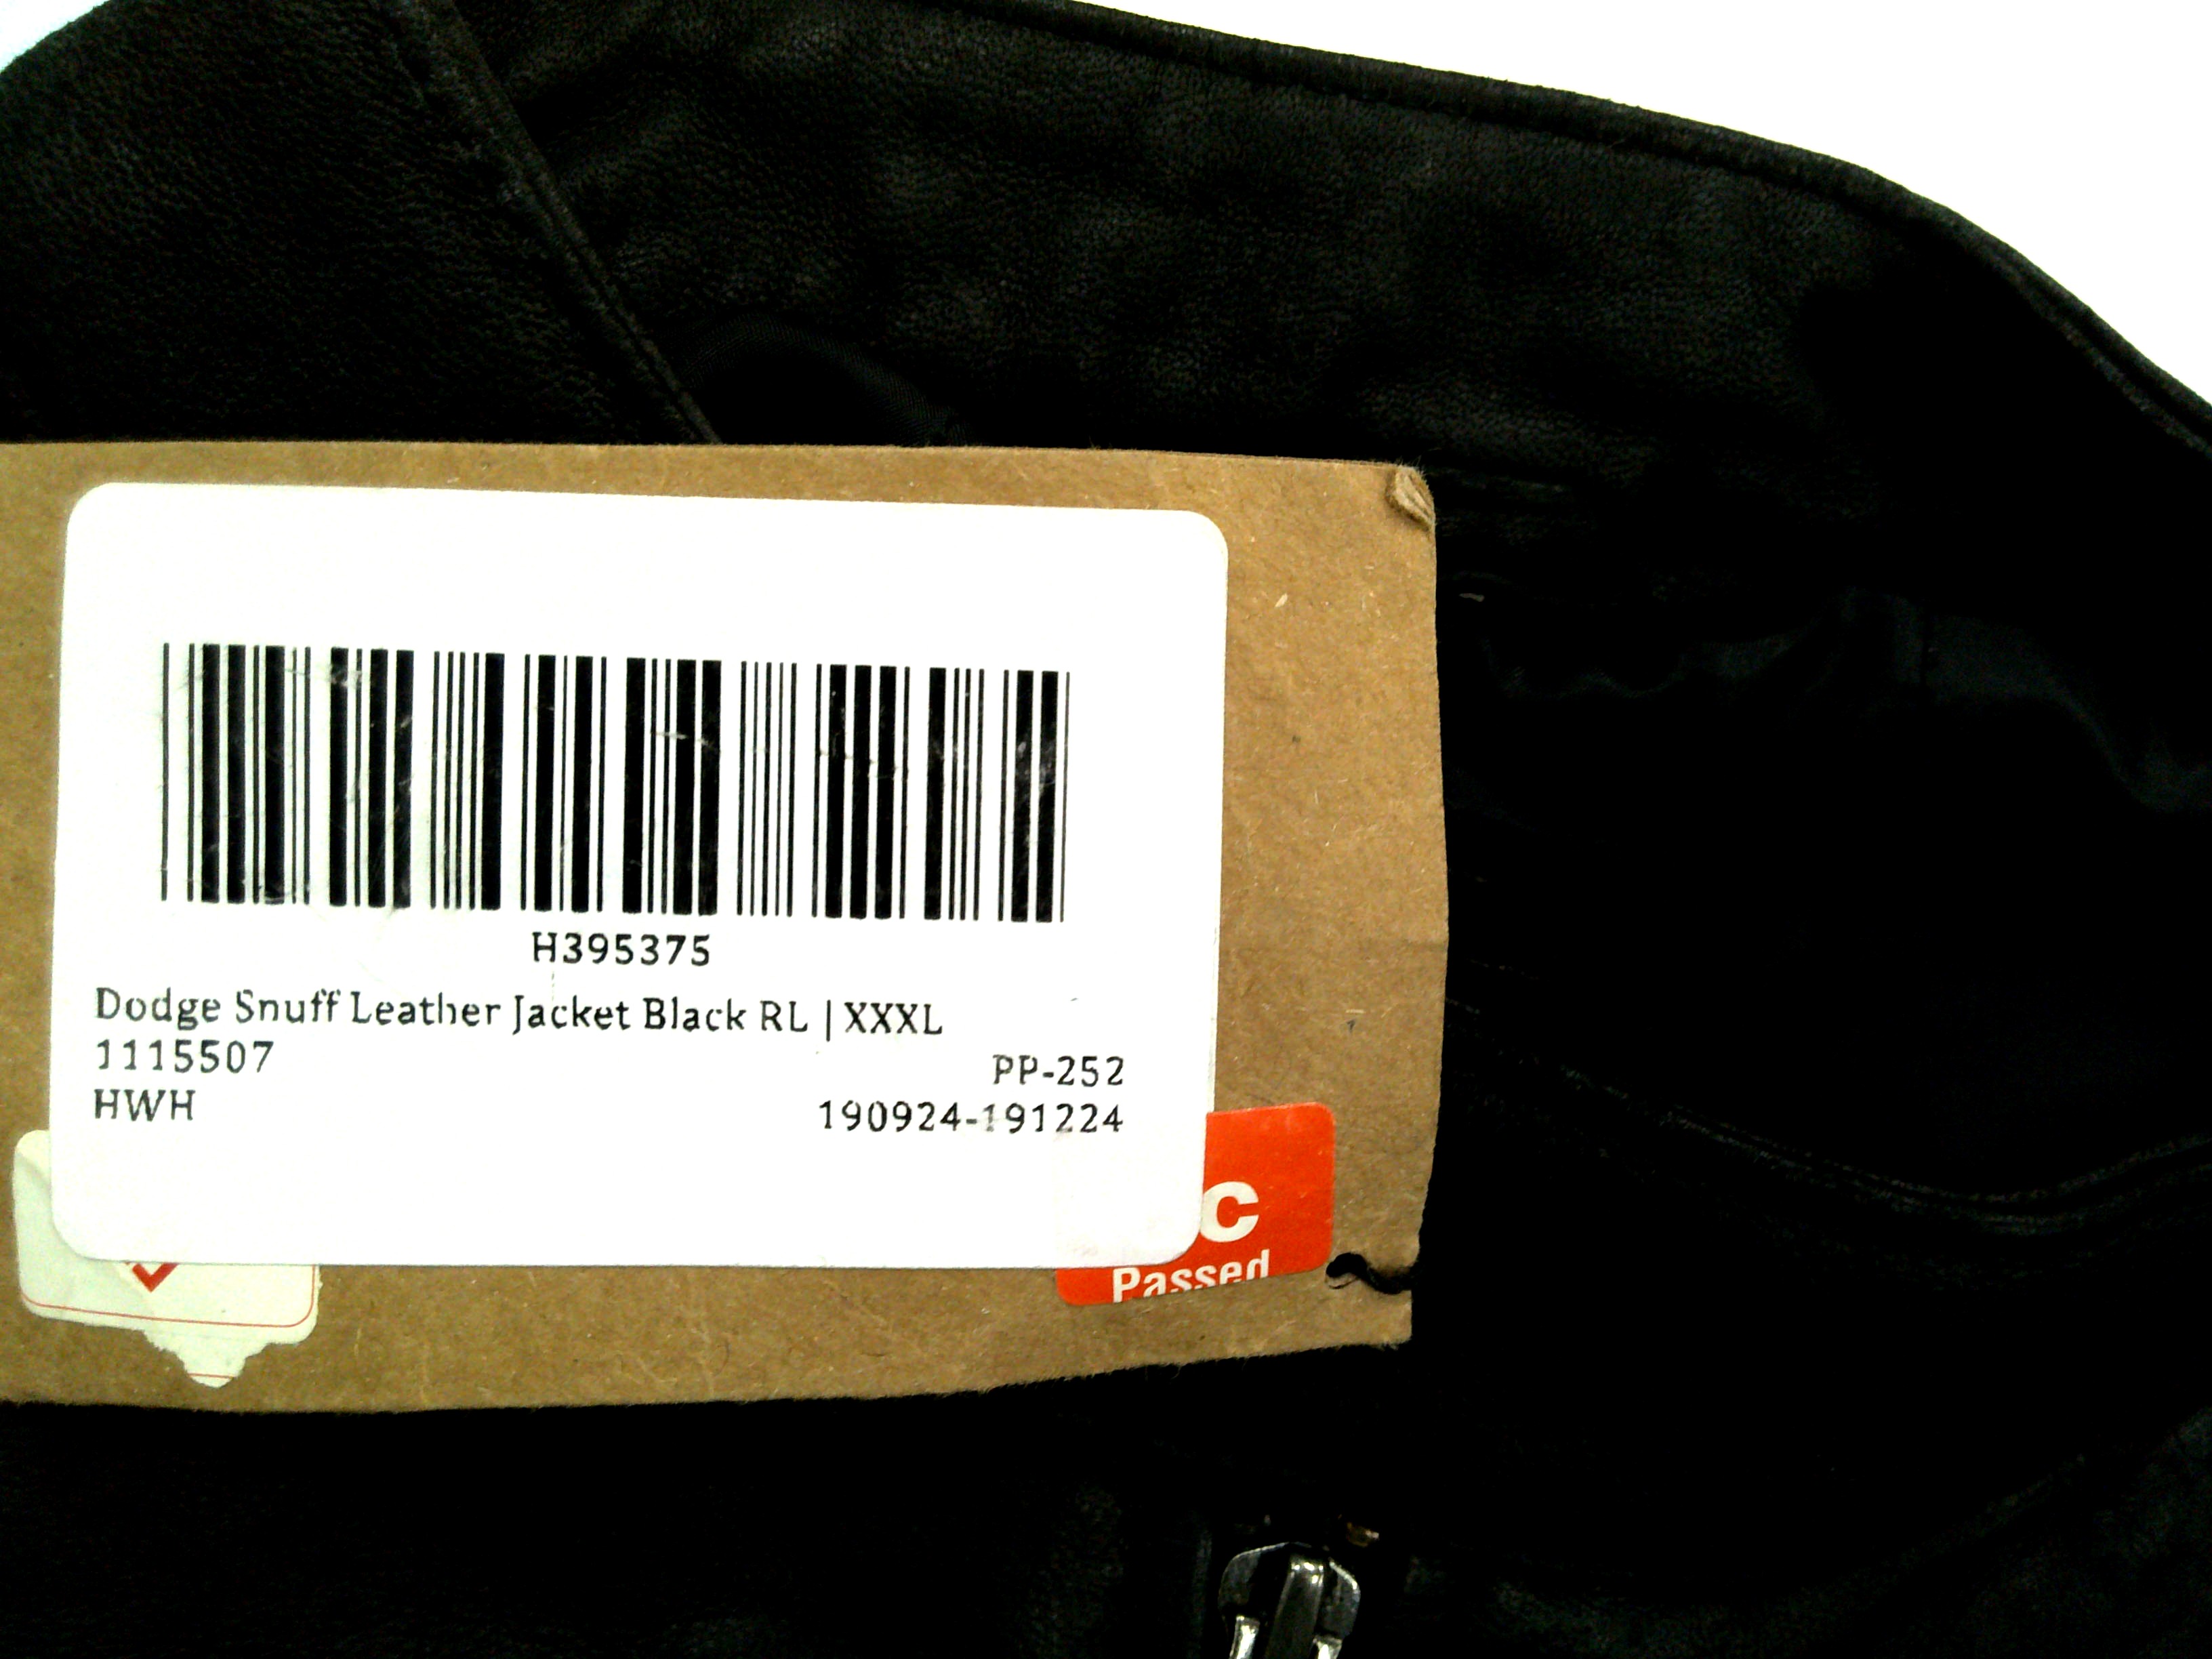 H395375
Dodge Snuff Leather Jacket Black RL | XXXL
1115507
PP-252
HWH
190924-191224
C
Passed